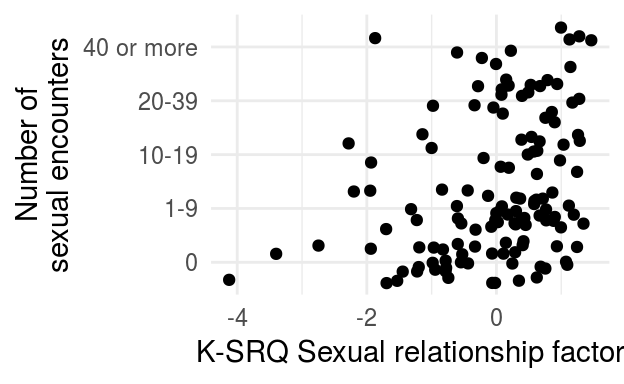 Number of
sexual encounters
40 or more
20-39
10-19
1-9
0
-4
-2
0
K-SRQ Sexual relationship factor